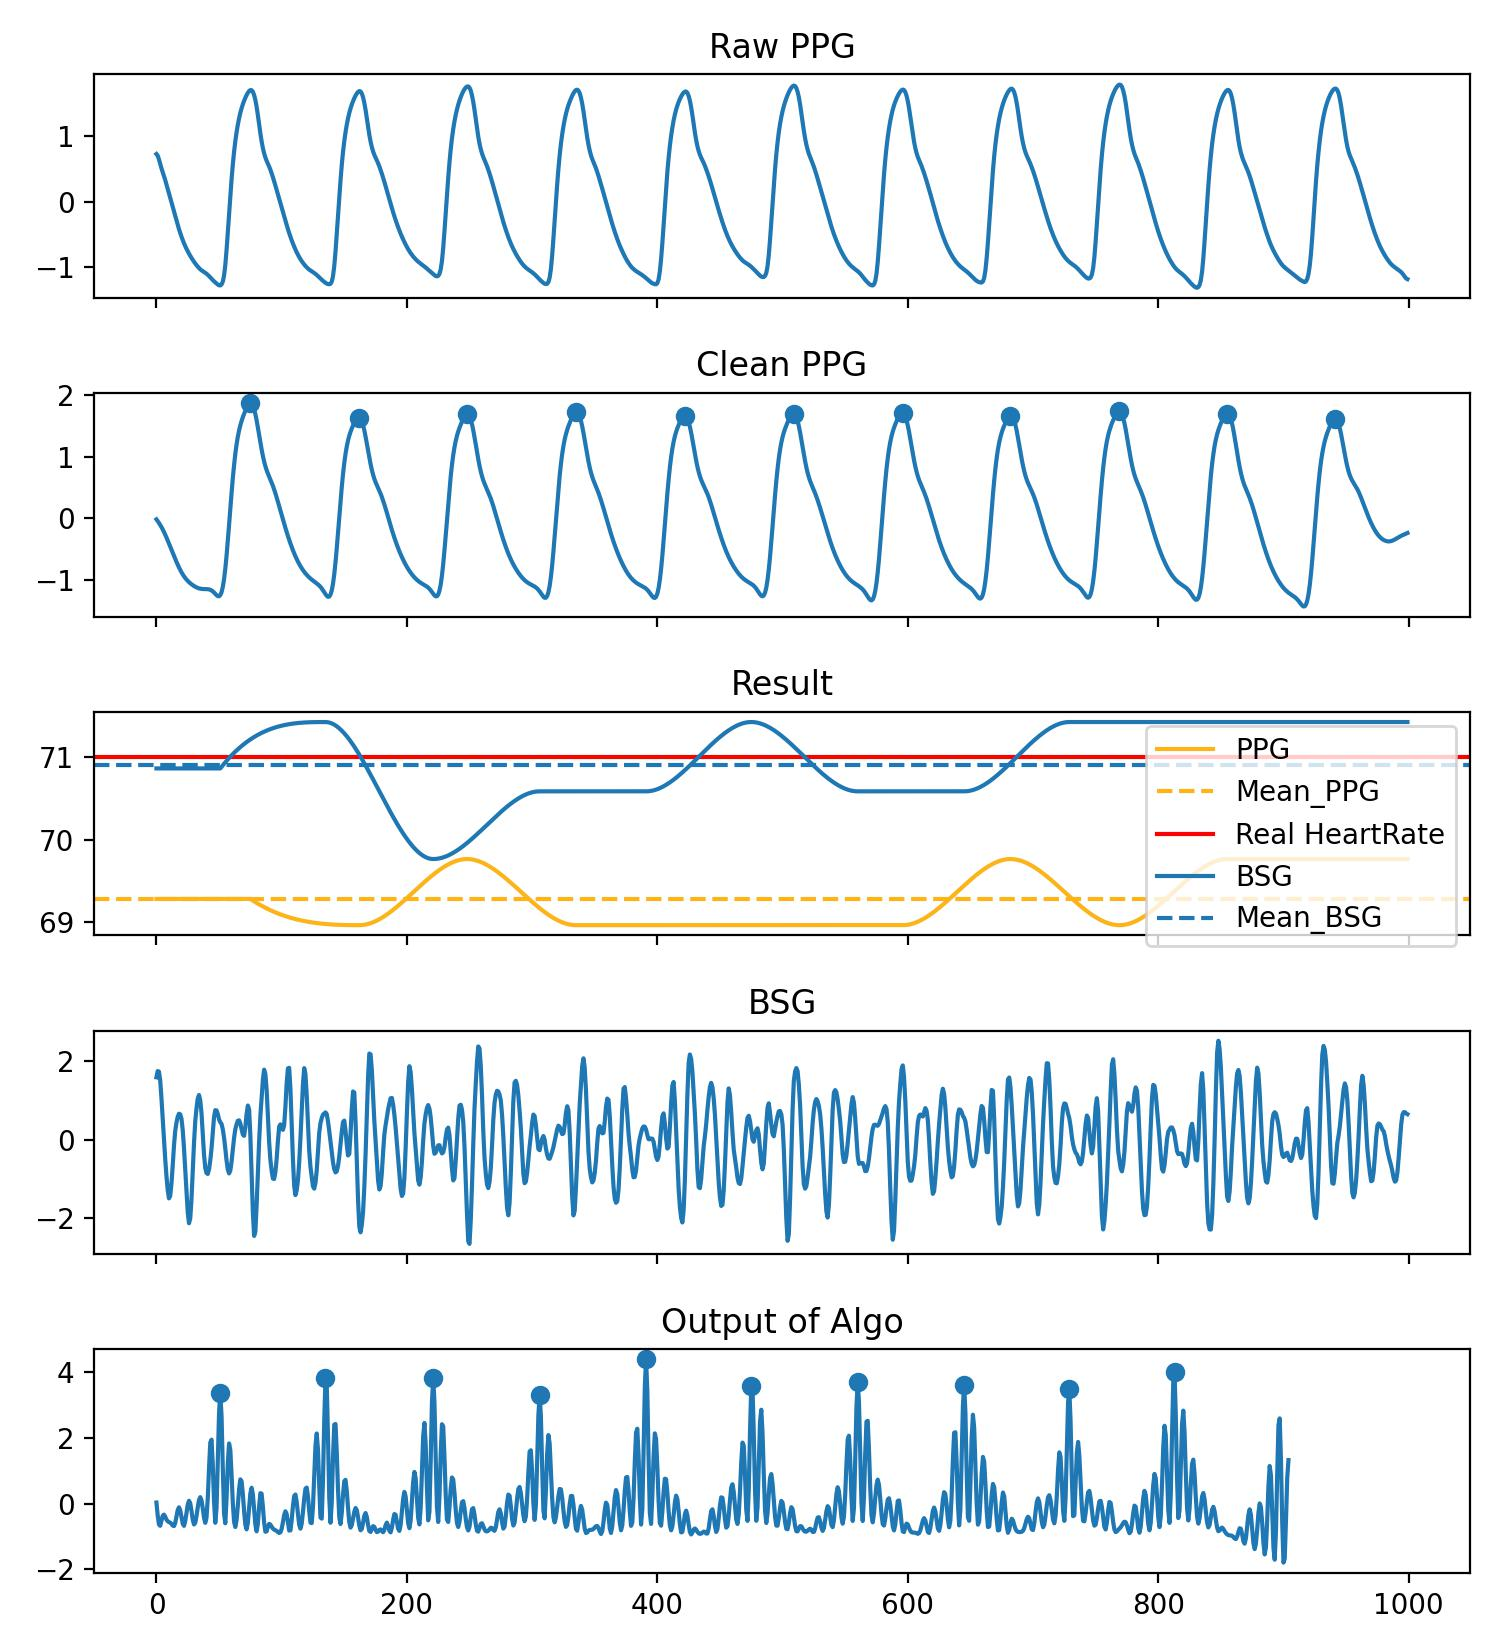 Raw PPG
1
0
−1
Clean PPG
2
1
0
−1
Result
71
70
69
PPG
Mean_PPG
Real HeartRate
BSG
Mean_BSG
BSG
2
0
−2
Output of Algo
4
2
0
−2
0 200 400 600 800 1000